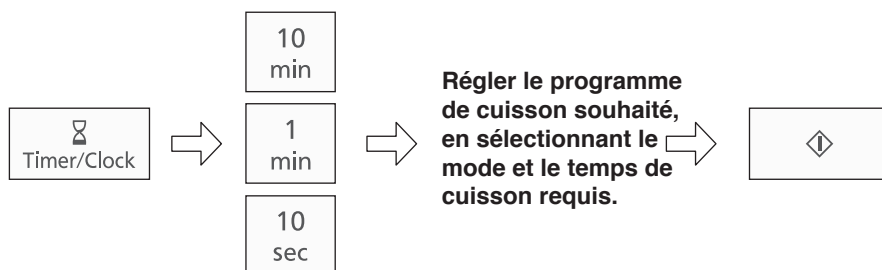 Timer/Clock
10
min
1
min
10
sec
Régler le programme
de cuisson souhaité,
en sélectionnant le
mode et le temps de
cuisson requis.